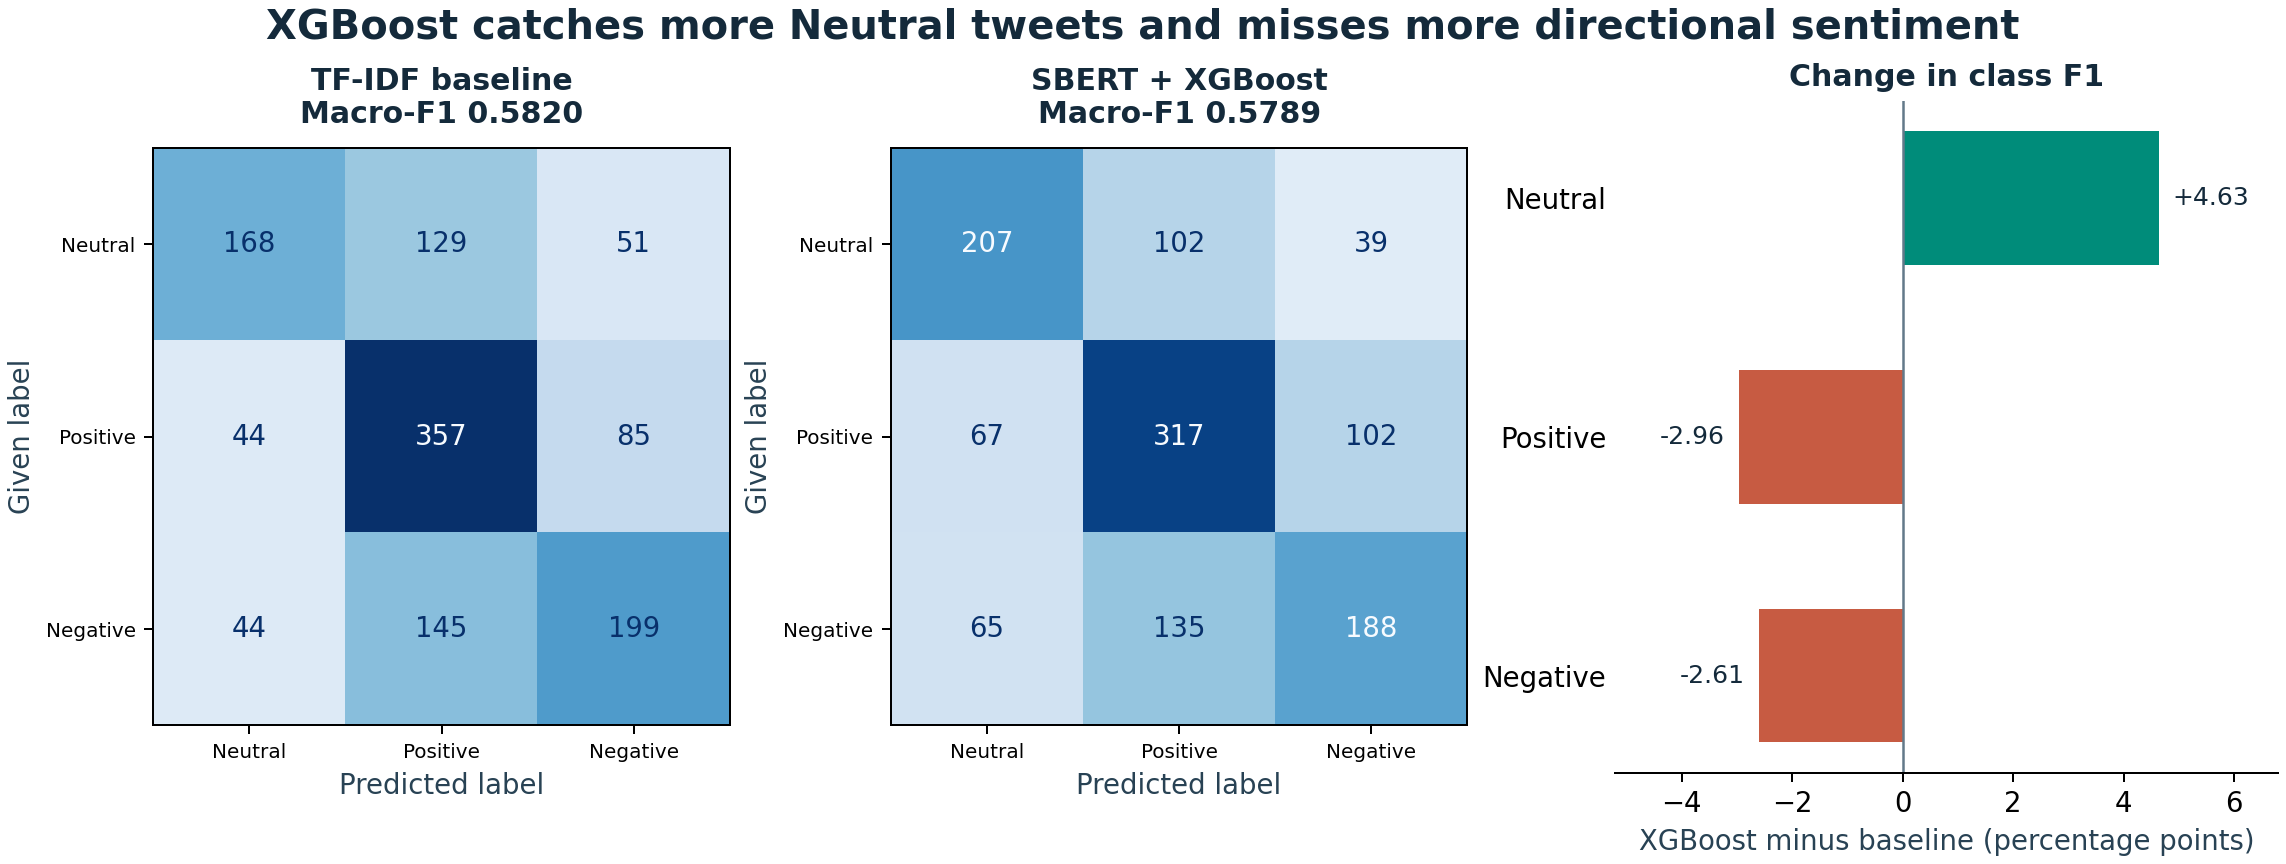 XGBoost catches more Neutral tweets and misses more directional sentiment
TF-IDF baseline
Macro-F1 0.5820
Given label
Neutral
Positive
Negative
168 129 51
44 357 85
44 145 199
Neutral Positive Negative
Predicted label
SBERT + XGBoost
Macro-F1 0.5789
Given label
Neutral
Positive
Negative
207 102 39
67 317 102
65 135 188
Neutral Positive Negative
Predicted label
Change in class F1
Neutral +4.63
Positive -2.96
Negative -2.61
−4 −2 0 2 4 6
XGBoost minus baseline (percentage points)